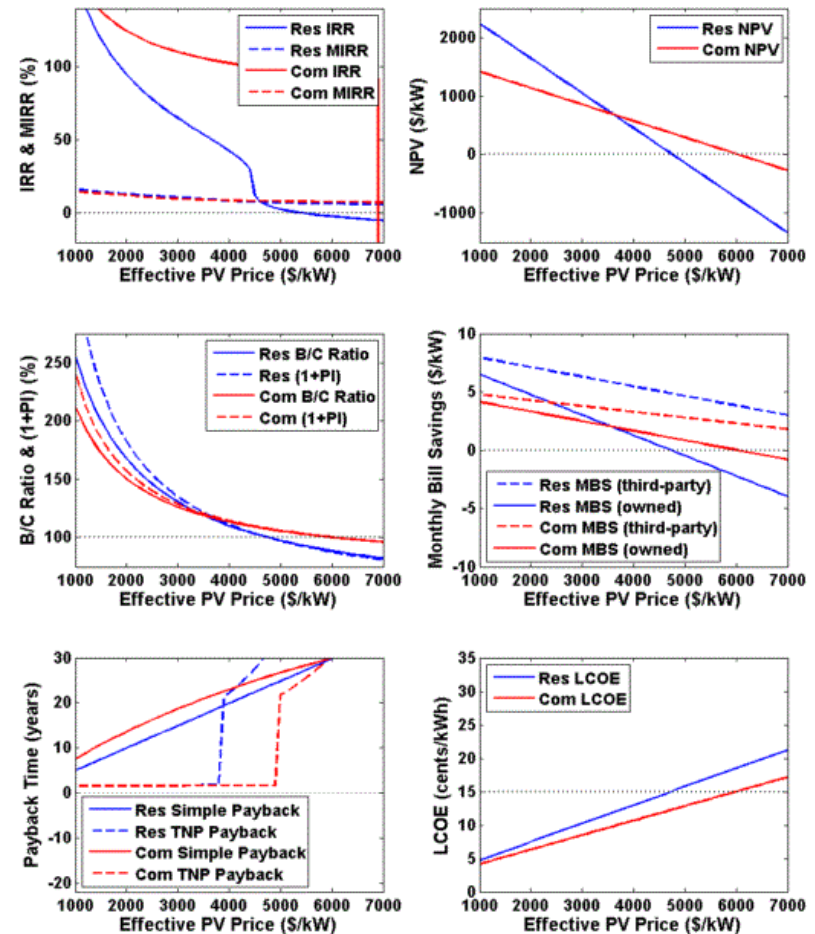 IRR & MIRR (%)
100
50
0
Res IRR
Res MIRR
Com IRR
Com MIRR
1000 2000 3000 4000 5000 6000 7000
Effective PV Price ($/kW)
NPV ($/kW)
2000
1000
0
-1000
Res NPV
Com NPV
1000 2000 3000 4000 5000 6000 7000
Effective PV Price ($/kW)
B/C Ratio & (1+PI) (%)
250
200
150
100
Res B/C Ratio
Res (1+PI)
Com B/C Ratio
Com (1+PI)
1000 2000 3000 4000 5000 6000 7000
Effective PV Price ($/kW)
Monthly Bill Savings ($/kW)
10
5
0
-5
-10
Res MBS (third-party)
Res MBS (owned)
Com MBS (third-party)
Com MBS (owned)
1000 2000 3000 4000 5000 6000 7000
Effective PV Price ($/kW)
Payback Time (years)
30
20
10
0
-10
-20
Res Simple Payback
Res TNP Payback
Com Simple Payback
Com TNP Payback
1000 2000 3000 4000 5000 6000 7000
Effective PV Price ($/kW)
LCOE (cents/kWh)
35
30
25
20
15
10
5
0
Res LCOE
Com LCOE
1000 2000 3000 4000 5000 6000 7000
Effective PV Price ($/kW)